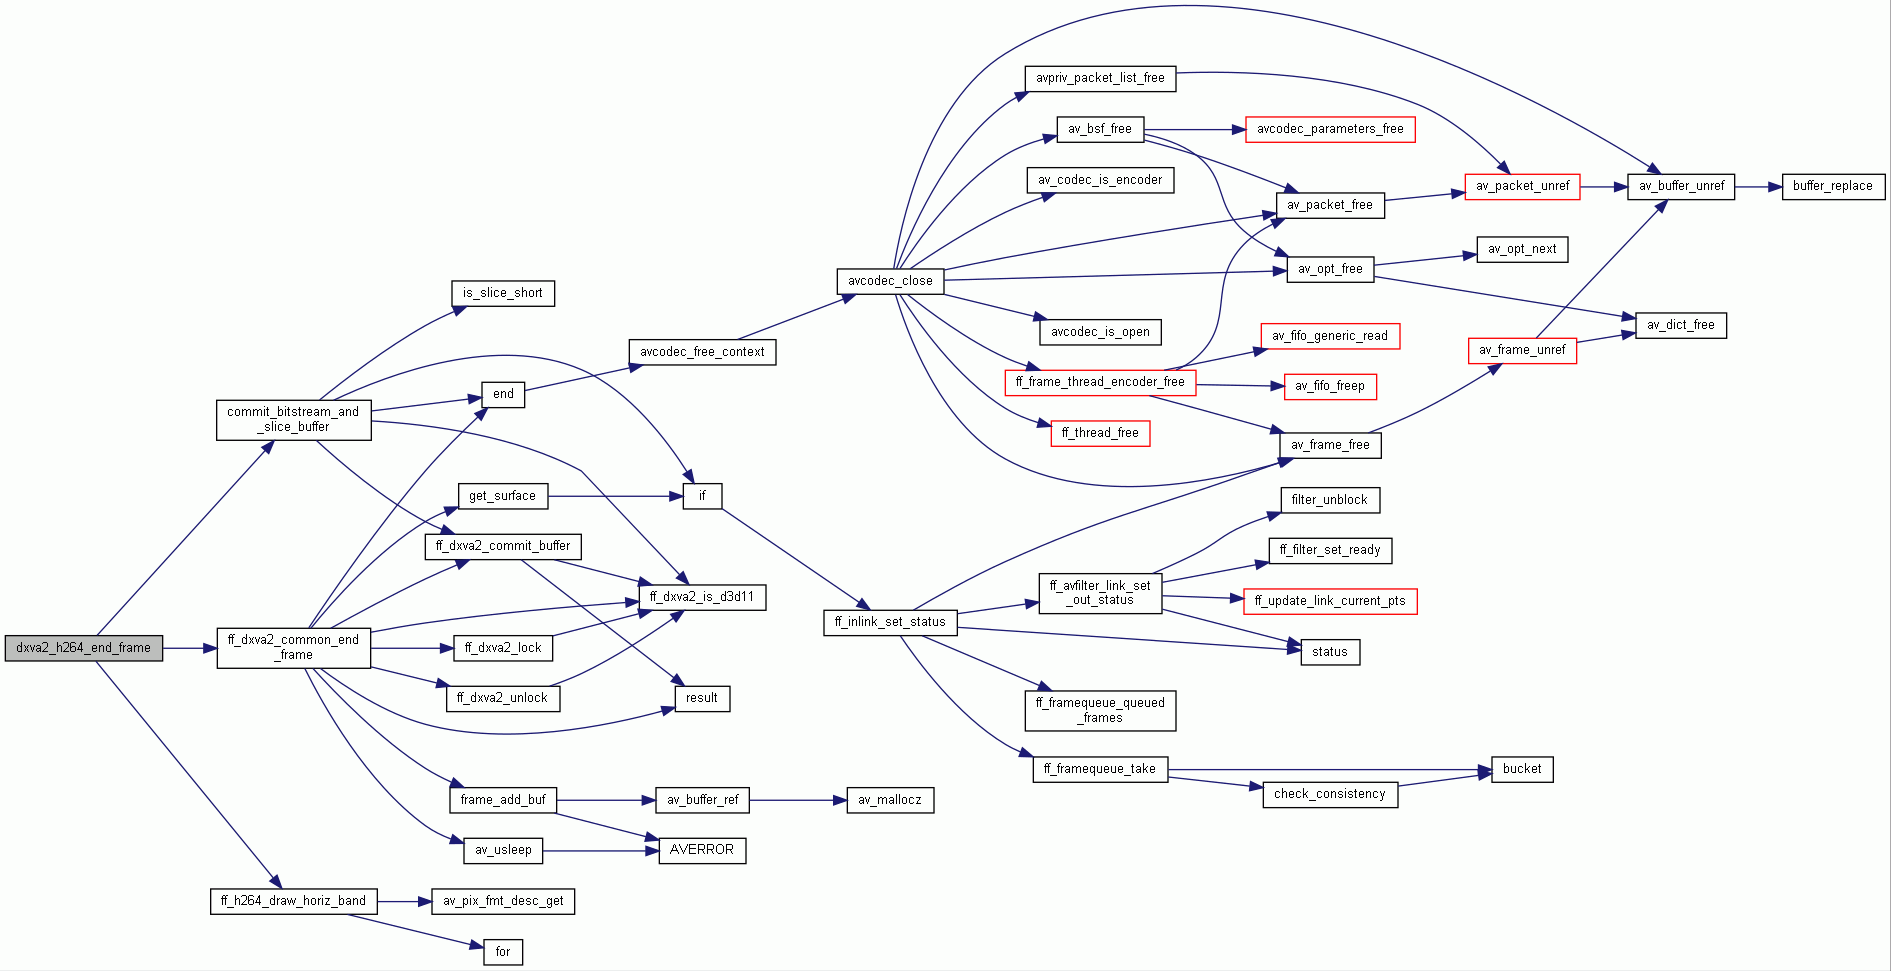 dxva2_h264_end_frame
commit_bitstream_and
_slice_buffer
ff_dxva2_common_end
_frame
ff_h264_draw_horiz_band
is_slice_short
end
get_surface
ff_dxva2_commit_buffer
ff_dxva2_lock
ff_dxva2_unlock
frame_add_buf
av_usleep
av_pix_fmt_desc_get
for
avcodec_free_context
if
ff_dxva2_is_d3d11
result
av_buffer_ref
AVERROR
avcodec_close
ff_inlink_set_status
av_mallocz
avpriv_packet_list_free
av_bsf_free
av_codec_is_encoder
avcodec_is_open
ff_frame_thread_encoder_free
ff_thread_free
ff_avfilter_link_set
_out_status
ff_framequeue_queued
_frames
ff_framequeue_take
avcodec_parameters_free
av_packet_free
av_opt_free
av_fifo_generic_read
av_fifo_freep
av_frame_free
filter_unblock
ff_filter_set_ready
ff_update_link_current_pts
status
check_consistency
av_packet_unref
av_opt_next
av_frame_unref
bucket
av_buffer_unref
av_dict_free
buffer_replace